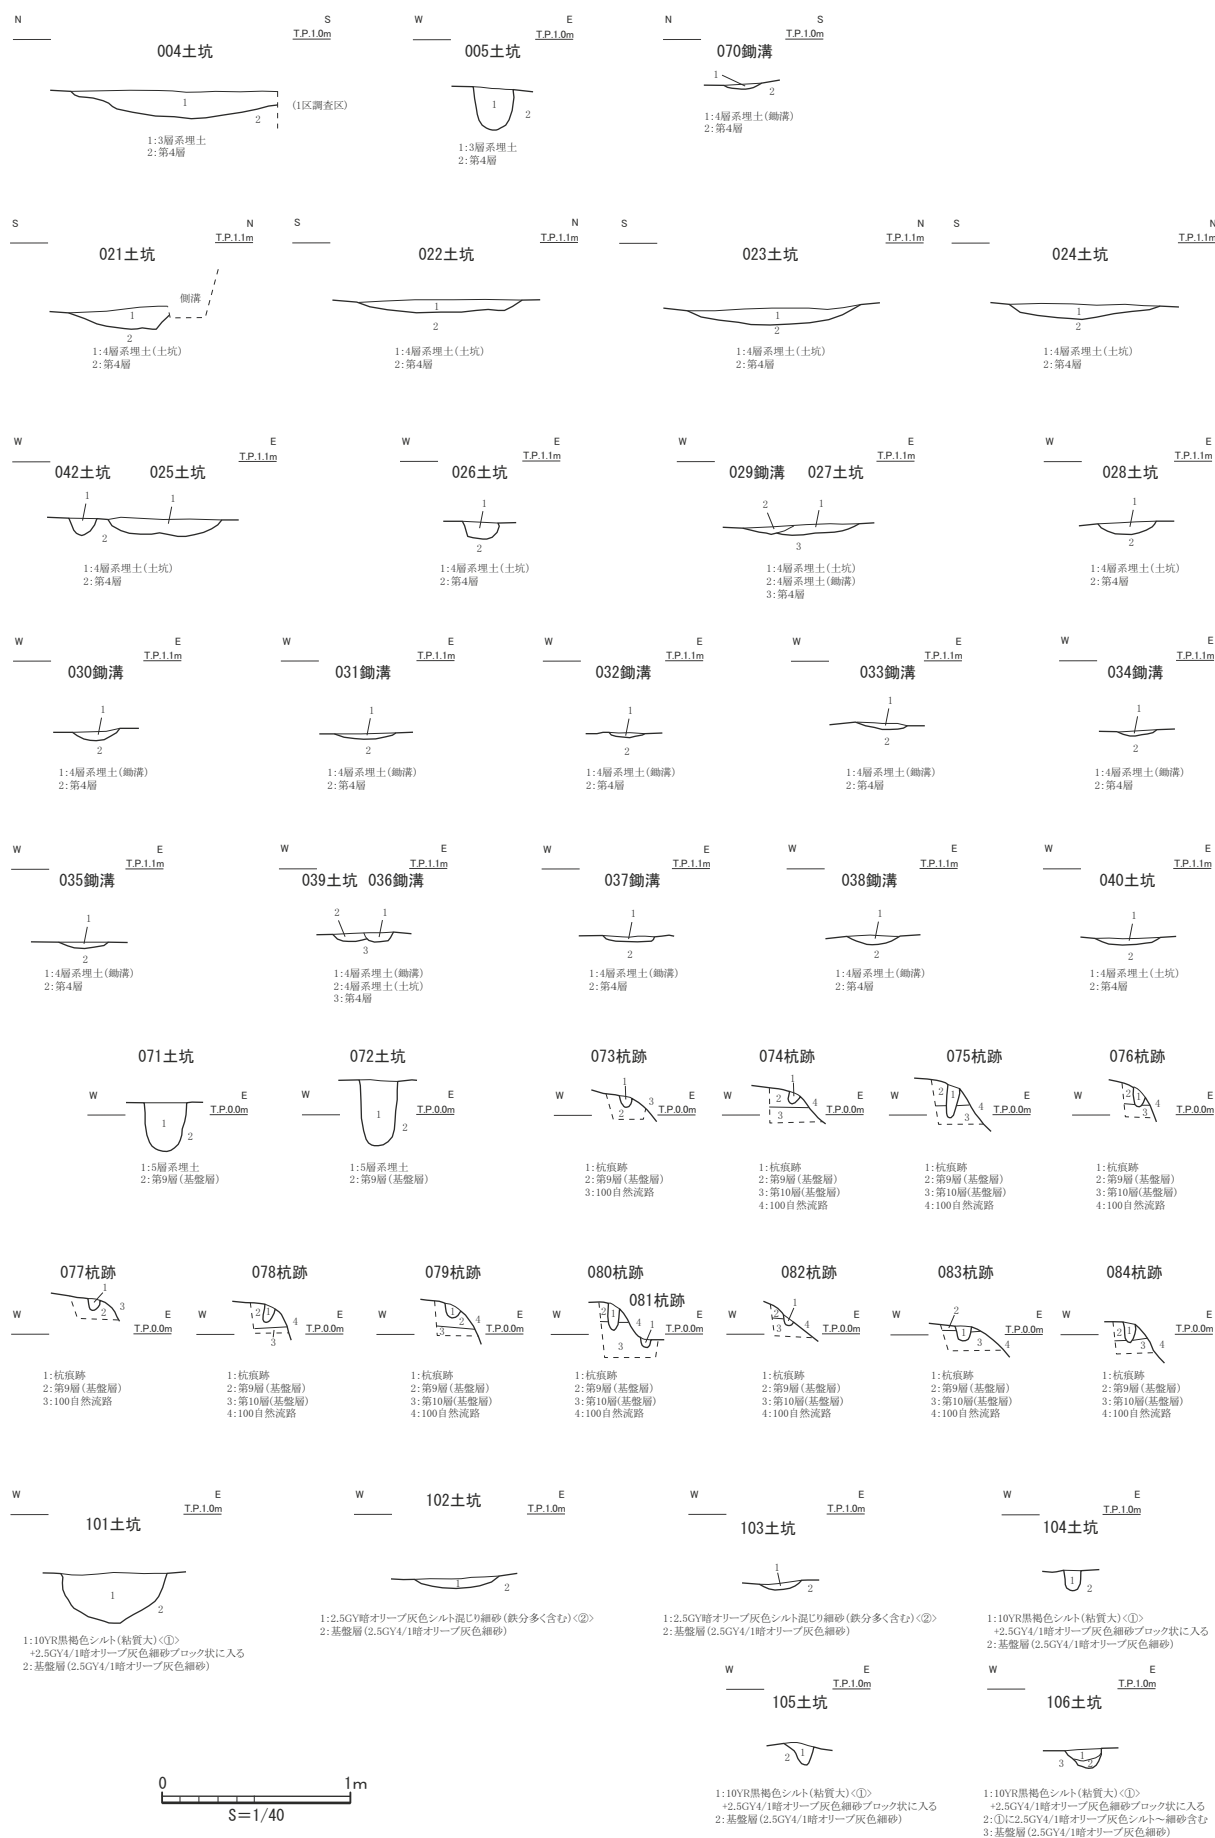 N S
T.P.1.0m
004土坑
1
2
(1区調査区)
1:3層系埋土
2:第4層
W E
T.P.1.0m
005土坑
1
2
1:3層系埋土
2:第4層
N S
T.P.1.0m
070鋤溝
1
2
1:4層系埋土(鋤溝)
2:第4層
S N
T.P.1.1m
021土坑
側溝
1
2
1:4層系埋土(土坑)
2:第4層
S N
T.P.1.1m
022土坑
1
2
1:4層系埋土(土坑)
2:第4層
S N
T.P.1.1m
023土坑
1
2
1:4層系埋土(土坑)
2:第4層
S N
T.P.1.1m
024土坑
1
2
1:4層系埋土(土坑)
2:第4層
W E
T.P.1.1m
042土坑 025土坑
1 1
2
1:4層系埋土(土坑)
2:第4層
W E
T.P.1.1m
026土坑
1
2
1:4層系埋土(土坑)
2:第4層
W E
T.P.1.1m
029鋤溝 027土坑
2 1
3
1:4層系埋土(土坑)
2:4層系埋土(鋤溝)
3:第4層
W E
T.P.1.1m
028土坑
1
2
1:4層系埋土(土坑)
2:第4層
W E
T.P.1.1m
030鋤溝
1
2
1:4層系埋土(鋤溝)
2:第4層
W E
T.P.1.1m
031鋤溝
1
2
1:4層系埋土(鋤溝)
2:第4層
W E
T.P.1.1m
032鋤溝
1
2
1:4層系埋土(鋤溝)
2:第4層
W E
T.P.1.1m
033鋤溝
1
2
1:4層系埋土(鋤溝)
2:第4層
W E
T.P.1.1m
034鋤溝
1
2
1:4層系埋土(鋤溝)
2:第4層
W E
T.P.1.1m
035鋤溝
1
2
1:4層系埋土(鋤溝)
2:第4層
W E
T.P.1.1m
039土坑 036鋤溝
2 1
3
1:4層系埋土(鋤溝)
2:4層系埋土(土坑)
3:第4層
W E
T.P.1.1m
037鋤溝
1
2
1:4層系埋土(鋤溝)
2:第4層
W E
T.P.1.1m
038鋤溝
1
2
1:4層系埋土(鋤溝)
2:第4層
W E
T.P.1.1m
040土坑
1
2
1:4層系埋土(土坑)
2:第4層
071土坑
W E
T.P.0.0m
1
2
1:5層系埋土
2:第9層(基盤層)
072土坑
W E
T.P.0.0m
1
2
1:5層系埋土
2:第9層(基盤層)
073杭跡
W E
T.P.0.0m
1
2 3
1:杭痕跡
2:第9層(基盤層)
3:100自然流路
074杭跡
W E
T.P.0.0m
1
2 4
3
1:杭痕跡
2:第9層(基盤層)
3:第10層(基盤層)
4:100自然流路
075杭跡
W E
T.P.0.0m
2 1 4
3
1:杭痕跡
2:第9層(基盤層)
3:第10層(基盤層)
4:100自然流路
076杭跡
W E
T.P.0.0m
2 1 4
3
1:杭痕跡
2:第9層(基盤層)
3:第10層(基盤層)
4:100自然流路
077杭跡
W E
T.P.0.0m
1
2 3
1:杭痕跡
2:第9層(基盤層)
3:100自然流路
078杭跡
W E
T.P.0.0m
2 1 4
3
1:杭痕跡
2:第9層(基盤層)
3:第10層(基盤層)
4:100自然流路
079杭跡
W E
T.P.0.0m
1
2 4
3
1:杭痕跡
2:第9層(基盤層)
3:第10層(基盤層)
4:100自然流路
080杭跡
081杭跡
W E
T.P.0.0m
2 1 4 1
3
1:杭痕跡
2:第9層(基盤層)
3:第10層(基盤層)
4:100自然流路
082杭跡
W E
T.P.0.0m
1
2 4
3
1:杭痕跡
2:第9層(基盤層)
3:第10層(基盤層)
4:100自然流路
083杭跡
W E
T.P.0.0m
2
1 3 4
1:杭痕跡
2:第9層(基盤層)
3:第10層(基盤層)
4:100自然流路
084杭跡
W E
T.P.0.0m
2 1 4
3
1:杭痕跡
2:第9層(基盤層)
3:第10層(基盤層)
4:100自然流路
W E
T.P.1.0m
101土坑
1
2
1:10YR黒褐色シルト(粘質大)<①>
+2.5GY4/1暗オリーブ灰色細砂ブロック状に入る
2:基盤層(2.5GY4/1暗オリーブ灰色細砂)
W E
T.P.1.0m
102土坑
1 2
1:2.5GY暗オリーブ灰色シルト混じり細砂(鉄分多く含む)<②>
2:基盤層(2.5GY4/1暗オリーブ灰色細砂)
W E
T.P.1.0m
103土坑
1
2
1:2.5GY暗オリーブ灰色シルト混じり細砂(鉄分多く含む)<②>
2:基盤層(2.5GY4/1暗オリーブ灰色細砂)
W E
T.P.1.0m
104土坑
1 2
1:10YR黒褐色シルト(粘質大)<①>
+2.5GY4/1暗オリーブ灰色細砂ブロック状に入る
2:基盤層(2.5GY4/1暗オリーブ灰色細砂)
W E
T.P.1.0m
105土坑
2 1
1:10YR黒褐色シルト(粘質大)<①>
+2.5GY4/1暗オリーブ灰色細砂ブロック状に入る
2:基盤層(2.5GY4/1暗オリーブ灰色細砂)
W E
T.P.1.0m
106土坑
1
3 2
1:10YR黒褐色シルト(粘質大)<①>
+2.5GY4/1暗オリーブ灰色細砂ブロック状に入る
2:①に2.5GY4/1暗オリーブ灰色シルト～細砂含む
3:基盤層(2.5GY4/1暗オリーブ灰色細砂)
0 1m
S=1/40